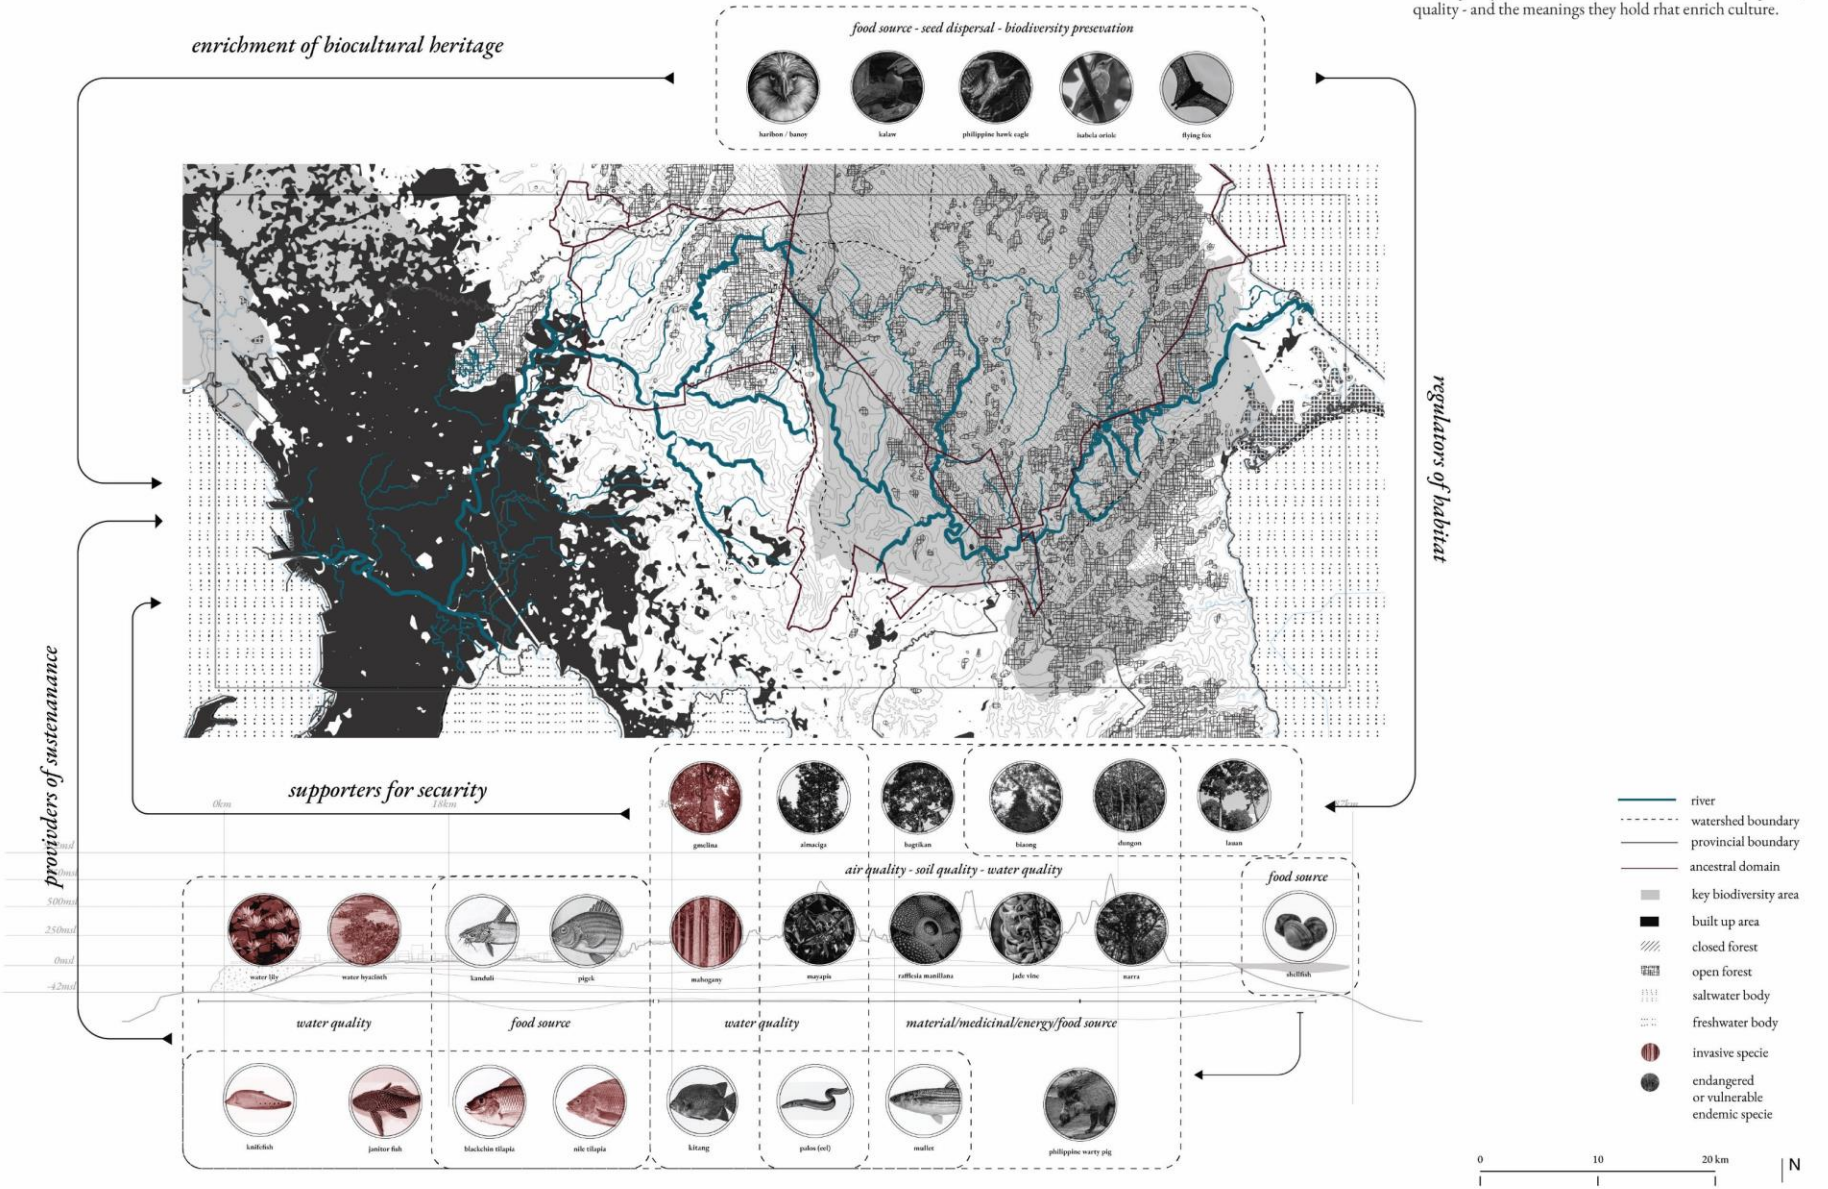 quality - and the meanings they hold rhat enrich culture.
enrichment of biocultural heritage
food source - seed dispersal - biodiversity presevation
haribon / banoy
kalaw
philippine hawk eagle
isabela oriole
flying fox
regulators of habitat
proivivders of sustenanance
supporters for security
0km
18km
gmelina
almaciga
bagtikan
biaong
dungon
lauan
air quality - soil quality - water quality
food source
500msl
250msl
0msl
-42msl
water lily
water hyacinth
kanduli
pigek
mahogany
mayapis
rafflesia manillana
jade vine
narra
shellfish
water quality
food source
water quality
material/medicinal/energy/food source
knifefish
janitor fish
blackchin tilapia
nile tilapia
kitang
palos (eel)
mullet
philippine warty pig
river
watershed boundary
provincial boundary
ancestral domain
key biodiversity area
built up area
closed forest
open forest
saltwater body
freshwater body
invasive specie
endangered
or vulnerable
endemic specie
0 10 20 km
N